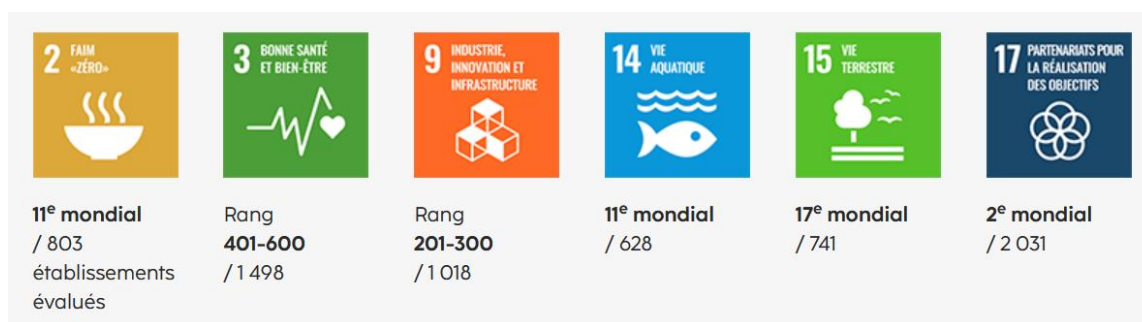 2 FAIM
«ZÉRO»
11e mondial
/ 803
établissements
évalués
3 BONNE SANTÉ
ET BIEN-ÊTRE
Rang
401-600
/ 1 498
9 INDUSTRIE,
INNOVATION ET
INFRASTRUCTURE
Rang
201-300
/ 1 018
14 VIE
AQUATIQUE
11e mondial
/ 628
15 VIE
TERRESTRE
17e mondial
/ 741
17 PARTENARIATS POUR
LA RÉALISATION
DES OBJECTIFS
2e mondial
/ 2 031